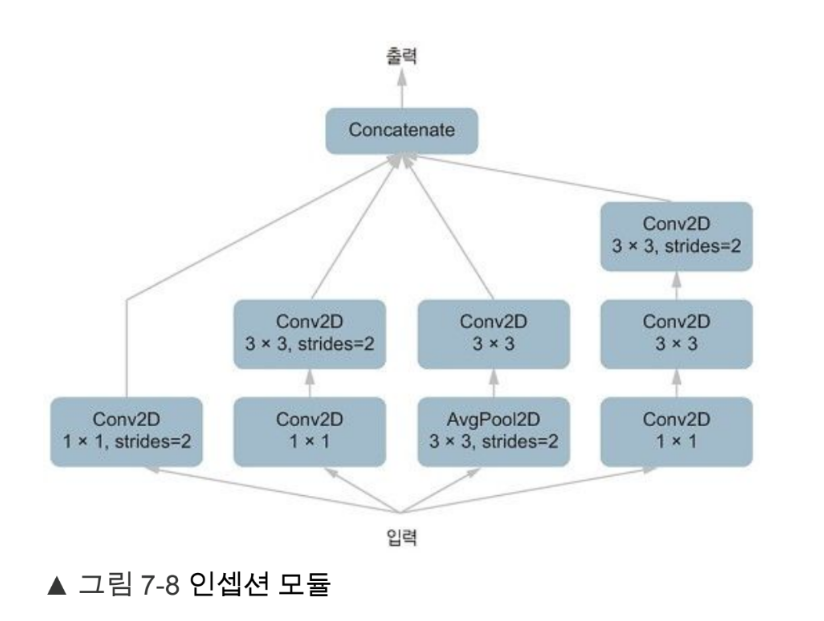 출력
Concatenate
Conv2D
3 × 3, strides=2
Conv2D
3 × 3, strides=2
Conv2D
3 × 3
Conv2D
3 × 3
Conv2D
1 × 1, strides=2
Conv2D
1 × 1
AvgPool2D
3 × 3, strides=2
Conv2D
1 × 1
입력
▲ 그림 7-8 인셉션 모듈